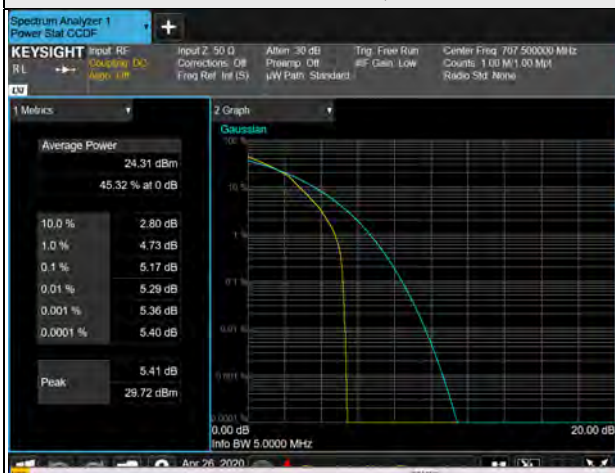 Spectrum Analyzer 1
Power Stat CCDF
+
KEYSIGHT Input: RF Input Z: 50 Ω Atten: 30 dB Trig: Free Run Center Freq: 707.500000 MHz
RL Coupling: DC Corrections: Off Preamp: Off #IF Gain: Low Counts: 1.00 M/1.00 Mpt
Align: Off Freq Ref: Int (S) µW Path: Standard Radio Std: None
LXI
1 Metrics
2 Graph
Gaussian
Average Power
24.31 dBm
45.32 % at 0 dB
10.0 % 2.80 dB
1.0 % 4.73 dB
0.1 % 5.17 dB
0.01 % 5.29 dB
0.001 % 5.36 dB
0.0001 % 5.40 dB
Peak
5.41 dB
29.72 dBm
100 %
10 %
1 %
0.1 %
0.01 %
0.001 %
0.0001 %
0.00 dB 20.00 dB
Info BW 5.0000 MHz
Apr 26, 2020